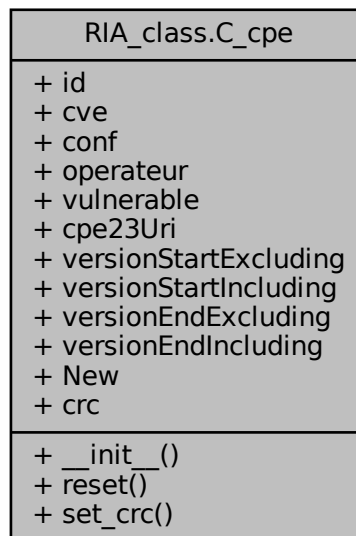 RIA_class.C_cpe
+ id
+ cve
+ conf
+ operateur
+ vulnerable
+ cpe23Uri
+ versionStartExcluding
+ versionStartIncluding
+ versionEndExcluding
+ versionEndIncluding
+ New
+ crc
+ __init__()
+ reset()
+ set_crc()